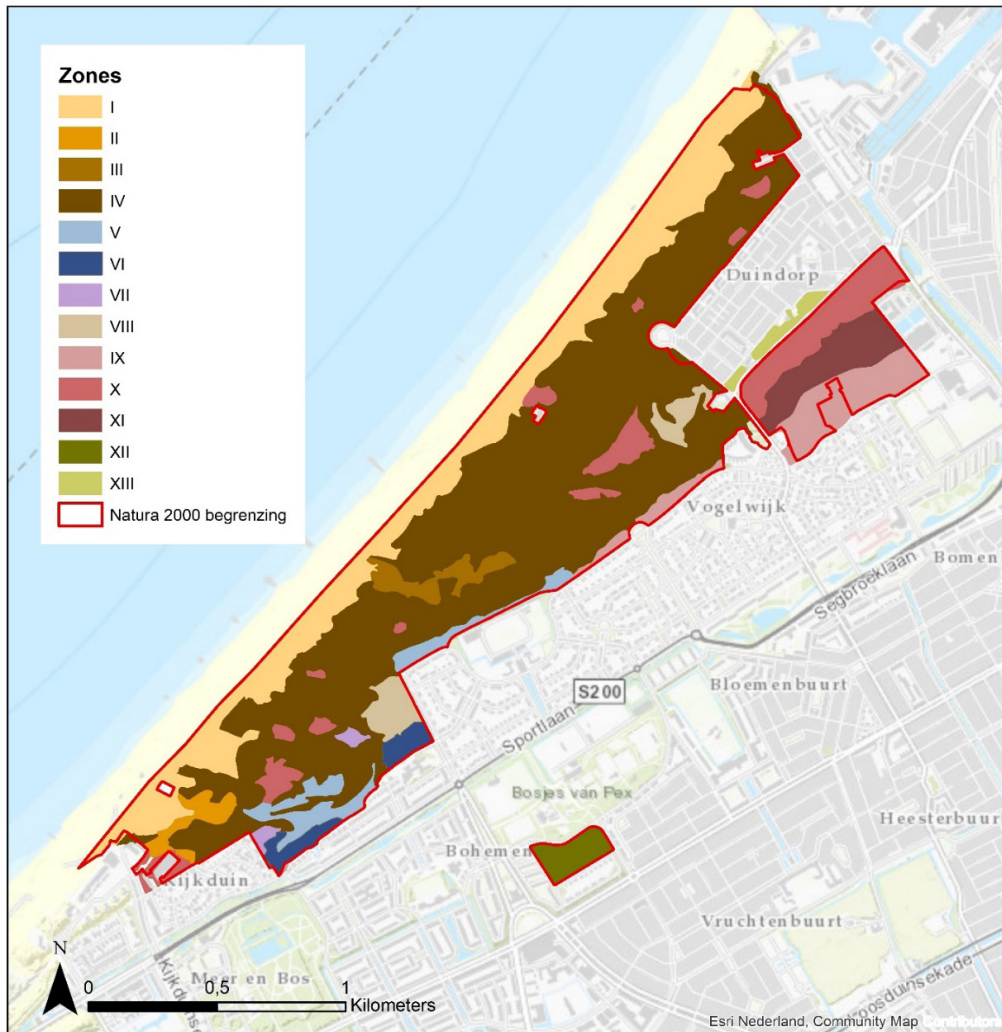 Zones
I
II
III
IV
V
VI
VII
VIII
IX
X
XI
XII
XIII
Natura 2000 begrenzing
Duindorp
Vogelwijk
Bomen
Segbroeklaan
S200
Bloemenbuurt
Sportlaan
Bosjes van Pex
Heesterbuurt
Bohemen
Kijkduin
Vruchtenbuurt
Meer en Bos
N
0 0,5 1
Kilometers
Esri Nederland, Community Map Contributors